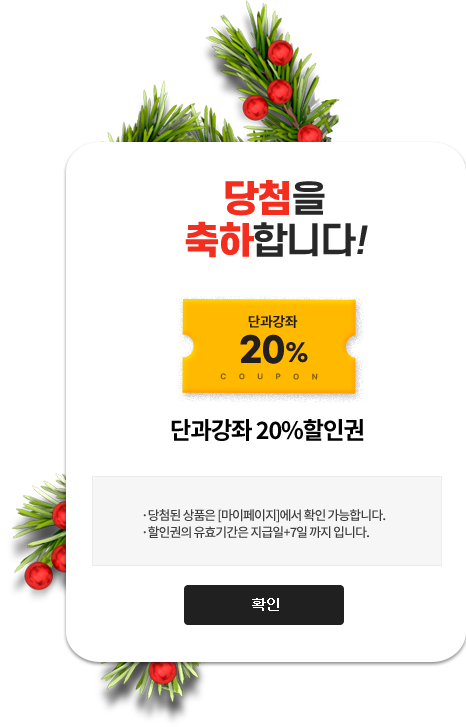 당첨을
축하합니다!
단과강좌
20%
COUPON
단과강좌 20%할인권
· 당첨된 상품은 [마이페이지]에서 확인 가능합니다.
· 할인권의 유효기간은 지급일+7일 까지 입니다.
확인